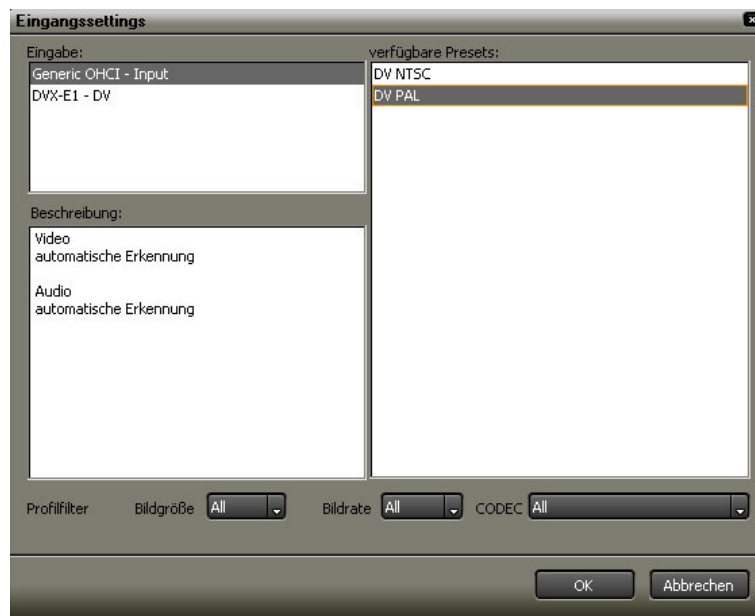 Eingangssettings
Eingabe:
Generic OHCI - Input
DVX-E1 - DV
verfügbare Presets:
DV NTSC
DV PAL
Beschreibung:
Video
automatische Erkennung
Audio
automatische Erkennung
Profilfilter Bildgröße All Bildrate All CODEC All
OK Abbrechen